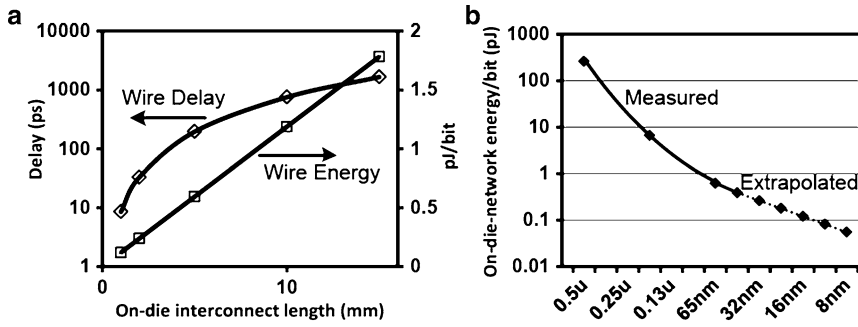 a
Delay (ps)
10000
1000
100
10
1
Wire Delay
Wire Energy
2
1.5
1
0.5
0
pJ/bit
0
5
10
On-die interconnect length (mm)
b
On-die-network energy/bit (pJ)
1000
100
10
1
0.1
0.01
Measured
Extrapolated
0.5u
0.25u
0.13u
65nm
32nm
16nm
8nm